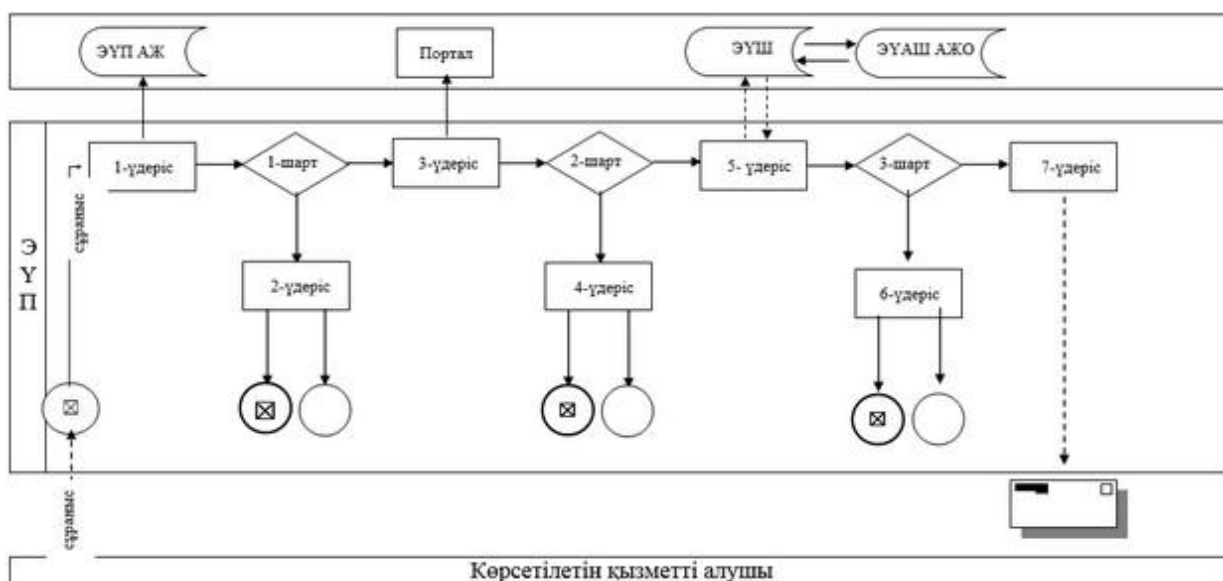 ЭҮП АЖ
Портал
ЭҮШ
ЭҮАШ АЖО
1-үдеріс
1-шарт
3-үдеріс
2-шарт
5- үдеріс
3-шарт
7-үдеріс
сұраныс
ЭҮП
2-үдеріс
4-үдеріс
6-үдеріс
сұраныс
Көрсетілетін қызметті алушы